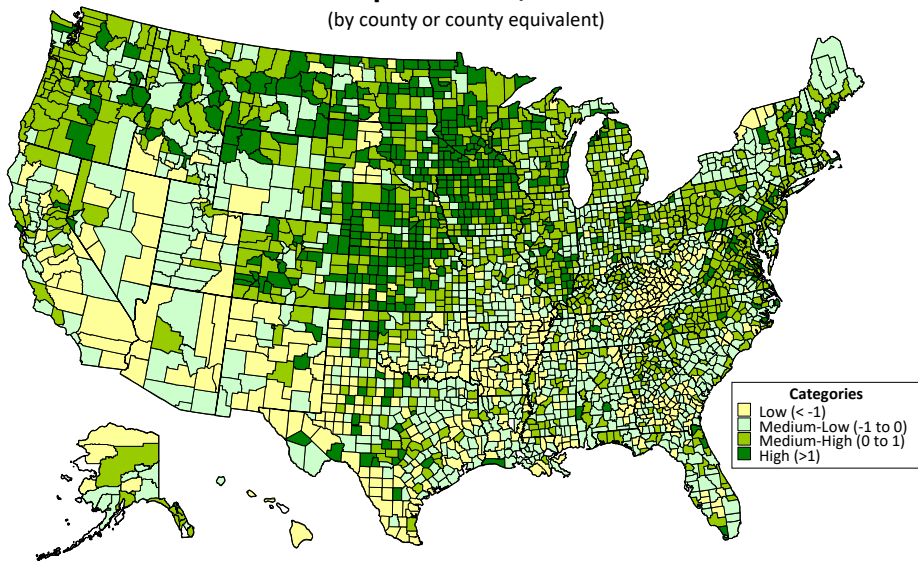 (by county or county equivalent)
Categories
Low (< -1)
Medium-Low (-1 to 0)
Medium-High (0 to 1)
High (>1)